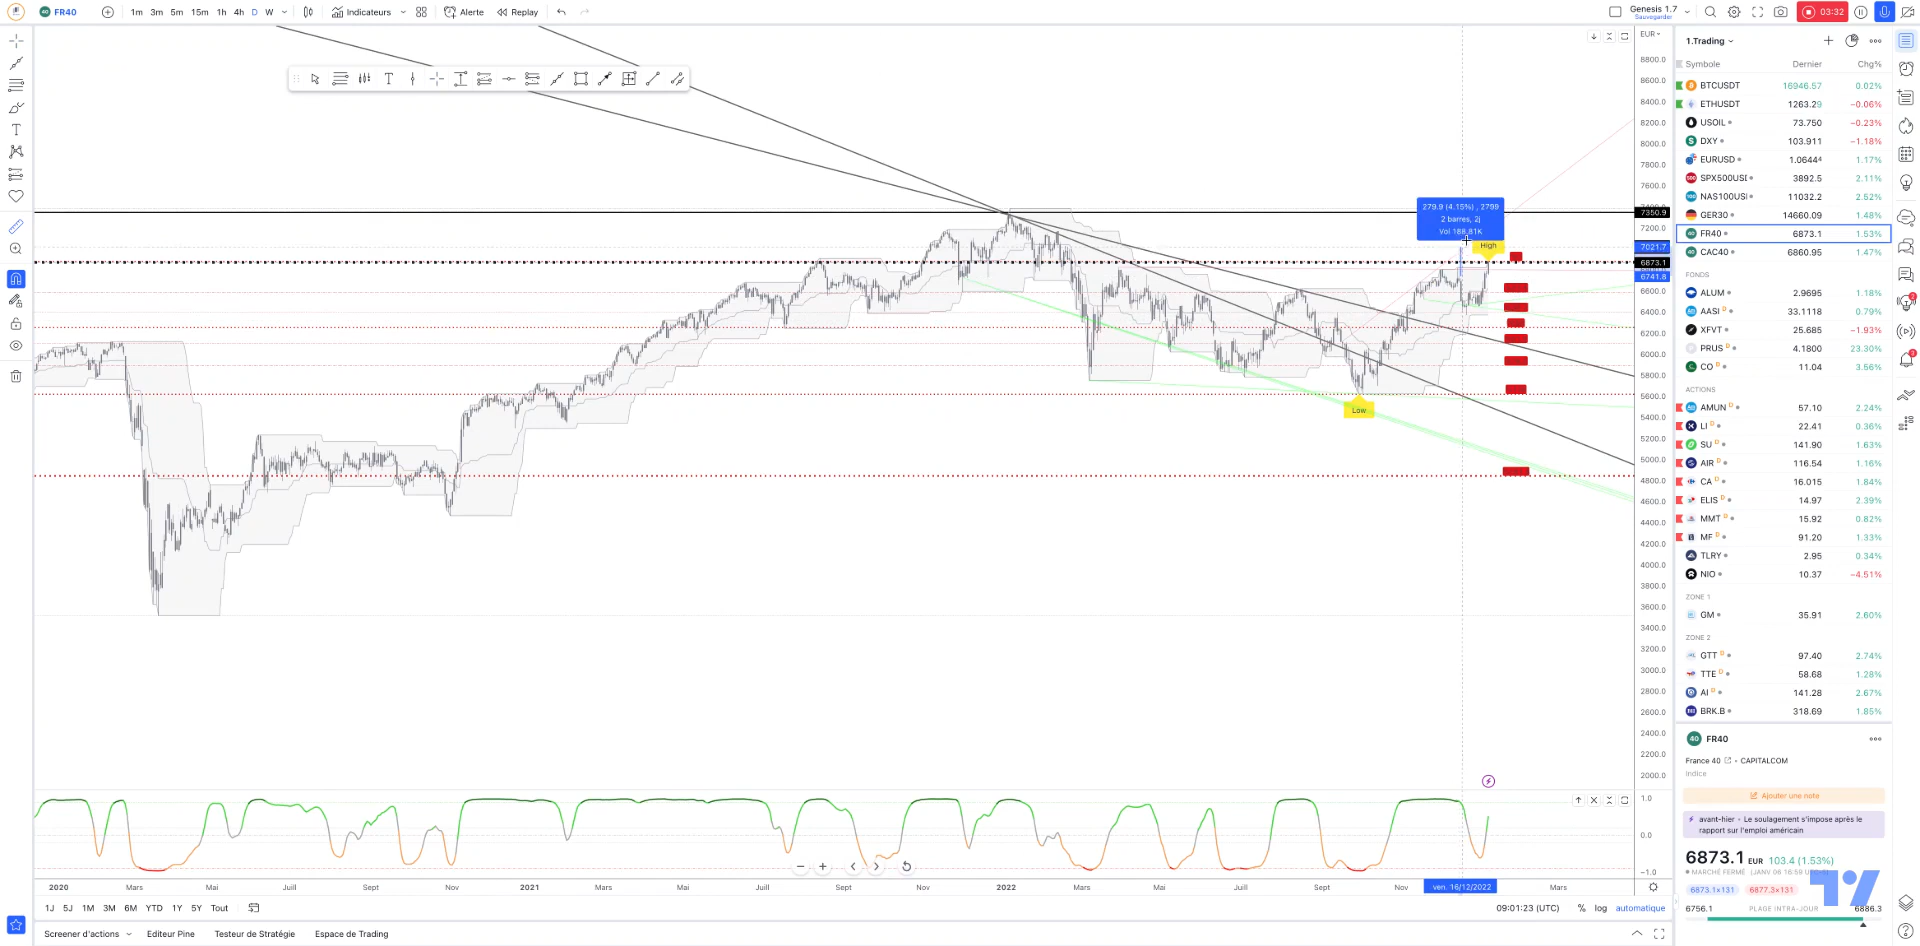 FR40
1m 3m 5m 15m 1h 4h D W
Indicateurs
Alerte
Replay
Genesis 1.7
Sauvegarder
03:32
EUR
8800.0
8600.0
8400.0
8200.0
8000.0
7800.0
7600.0
7350.9
7200.0
7021.7
6873.1
6741.8
6600.0
6400.0
6200.0
6000.0
5800.0
5600.0
5400.0
5200.0
5000.0
4800.0
4600.0
4400.0
4200.0
4000.0
3800.0
3600.0
3400.0
3200.0
3000.0
2800.0
2600.0
2400.0
2200.0
2000.0
279.9 (4.15%) , 2799
2 barres, 2j
Vol 188.81K
High
Low
1.0
0.0
−1.0
2020 Mars Mai Juill Sept Nov 2021 Mars Mai Juill Sept Nov 2022 Mars Mai Juill Sept Nov ven. 16/12/2022 Mars
1J 5J 1M 3M 6M YTD 1Y 5Y Tout
09:01:23 (UTC) % log automatique
Screener d'actions Editeur Pine Testeur de Stratégie Espace de Trading
1.Trading
Symbole Dernier Chg%
BTCUSDT 16946.57 0.02%
ETHUSDT 1263.29 −0.06%
USOIL 73.750 −0.23%
DXY 103.911 −1.18%
EURUSD 1.06444 1.17%
SPX500USI 3892.5 2.11%
NAS100USI 11032.2 2.52%
GER30 14660.09 1.48%
FR40 6873.1 1.53%
CAC40 6860.95 1.47%
FONDS
ALUM 2.9695 1.18%
AASI D 33.1118 0.79%
XFVT 25.685 −1.93%
PRUS D 4.1800 23.30%
CO D 11.04 3.56%
ACTIONS
AMUN D 57.10 2.24%
LI D 22.41 0.36%
SU D 141.90 1.63%
AIR D 116.54 1.16%
CA D 16.015 1.84%
ELIS D 14.97 2.39%
MMT D 15.92 0.82%
MF D 91.20 1.33%
TLRY 2.95 0.34%
NIO 10.37 −4.51%
ZONE 1
GM 35.91 2.60%
ZONE 2
GTT D 97.40 2.74%
TTE D 58.68 1.28%
AI D 141.28 2.67%
BRK.B 318.69 1.85%
FR40
France 40 • CAPITALCOM
Indice
Ajouter une note
avant-hier • Le soulagement s'impose après le
rapport sur l'emploi américain
6873.1 EUR 103.4 (1.53%)
MARCHÉ FERMÉ (JANV 06 16:59
6873.1×131 6877.3×131
6756.1 PLAGE INTRA-JOUR 6886.3